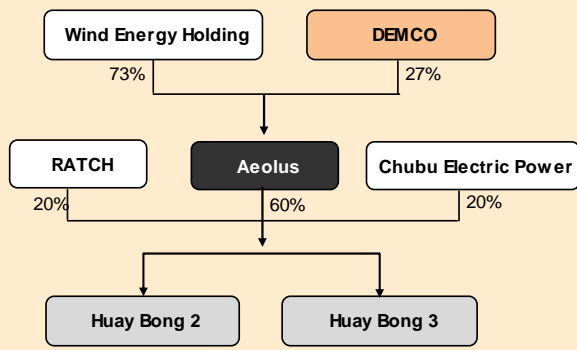 Wind Energy Holding
DEMCO
73%
27%
RATCH
Aeolus
Chubu Electric Power
20%
60%
20%
Huay Bong 2
Huay Bong 3